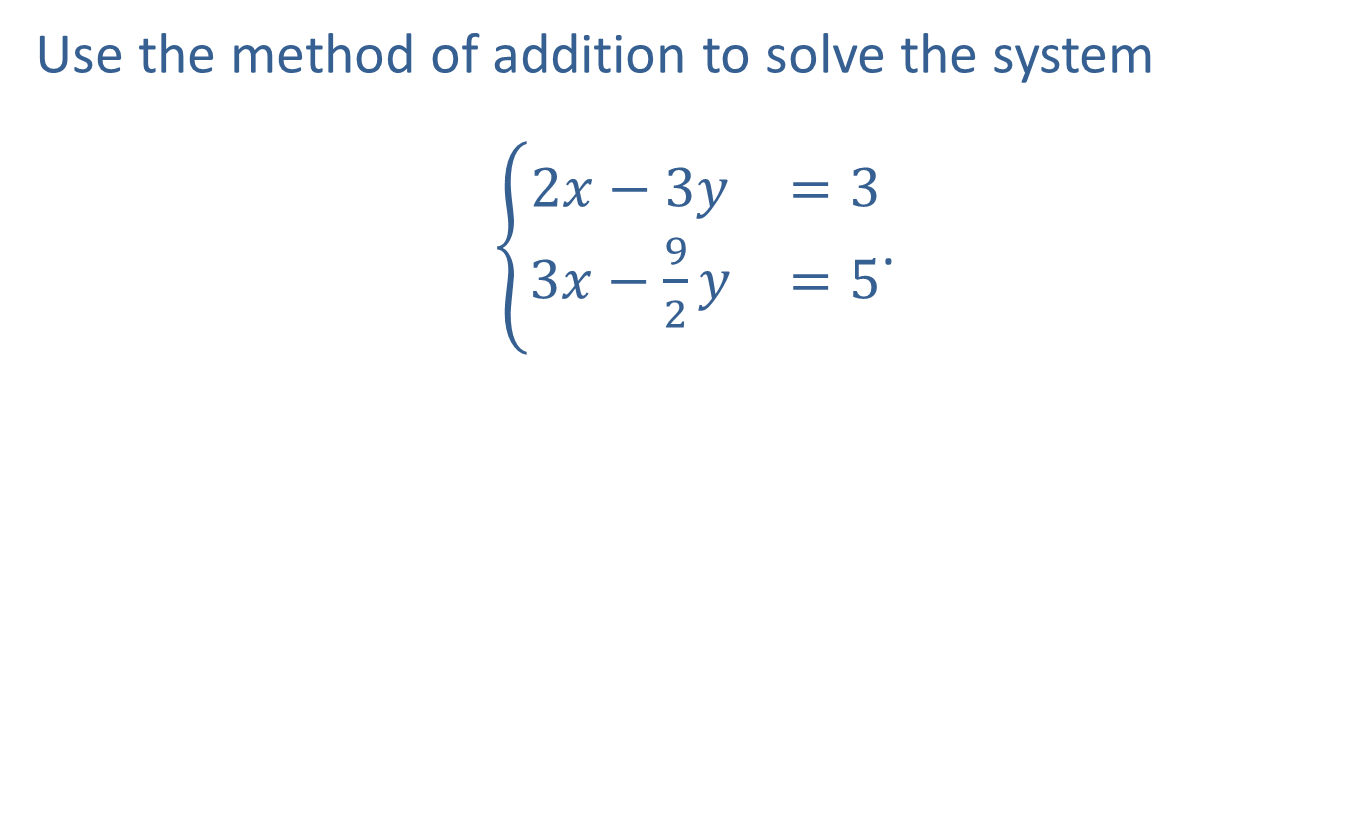 Use the method of addition to solve the system
2x − 3y = 3
3x − 9/2 y = 5.